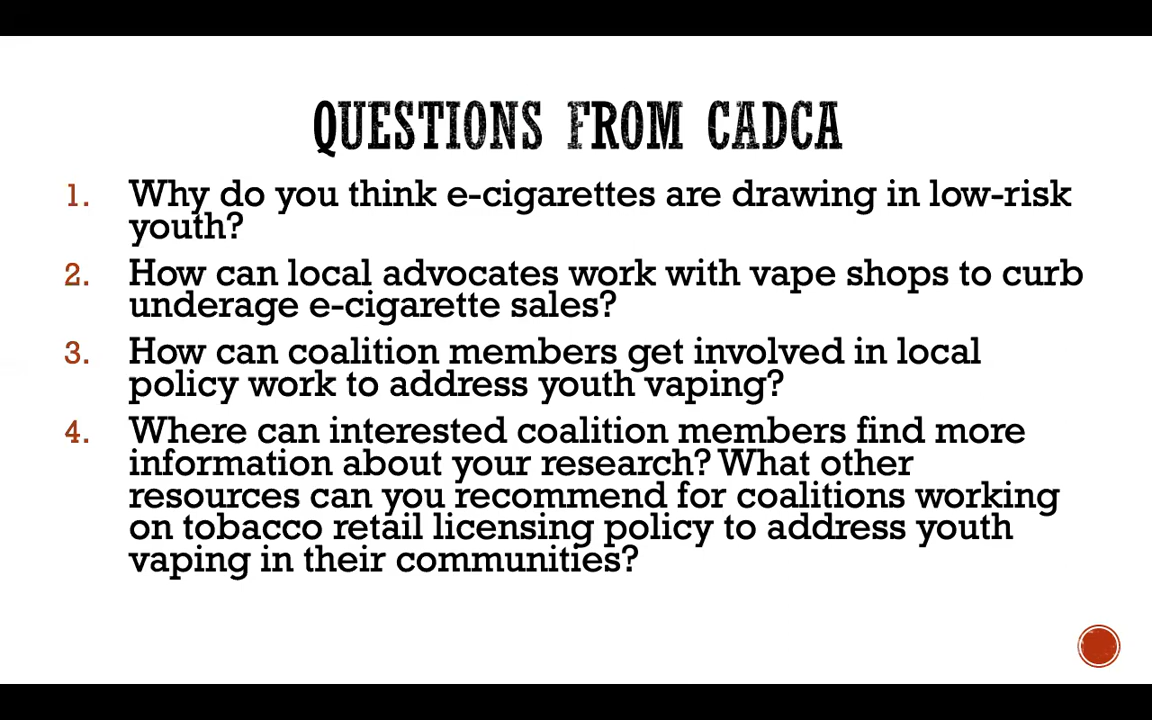 QUESTIONS FROM CADCA
1. Why do you think e-cigarettes are drawing in low-risk
youth?
2. How can local advocates work with vape shops to curb
underage e-cigarette sales?
3. How can coalition members get involved in local
policy work to address youth vaping?
4. Where can interested coalition members find more
information about your research? What other
resources can you recommend for coalitions working
on tobacco retail licensing policy to address youth
vaping in their communities?